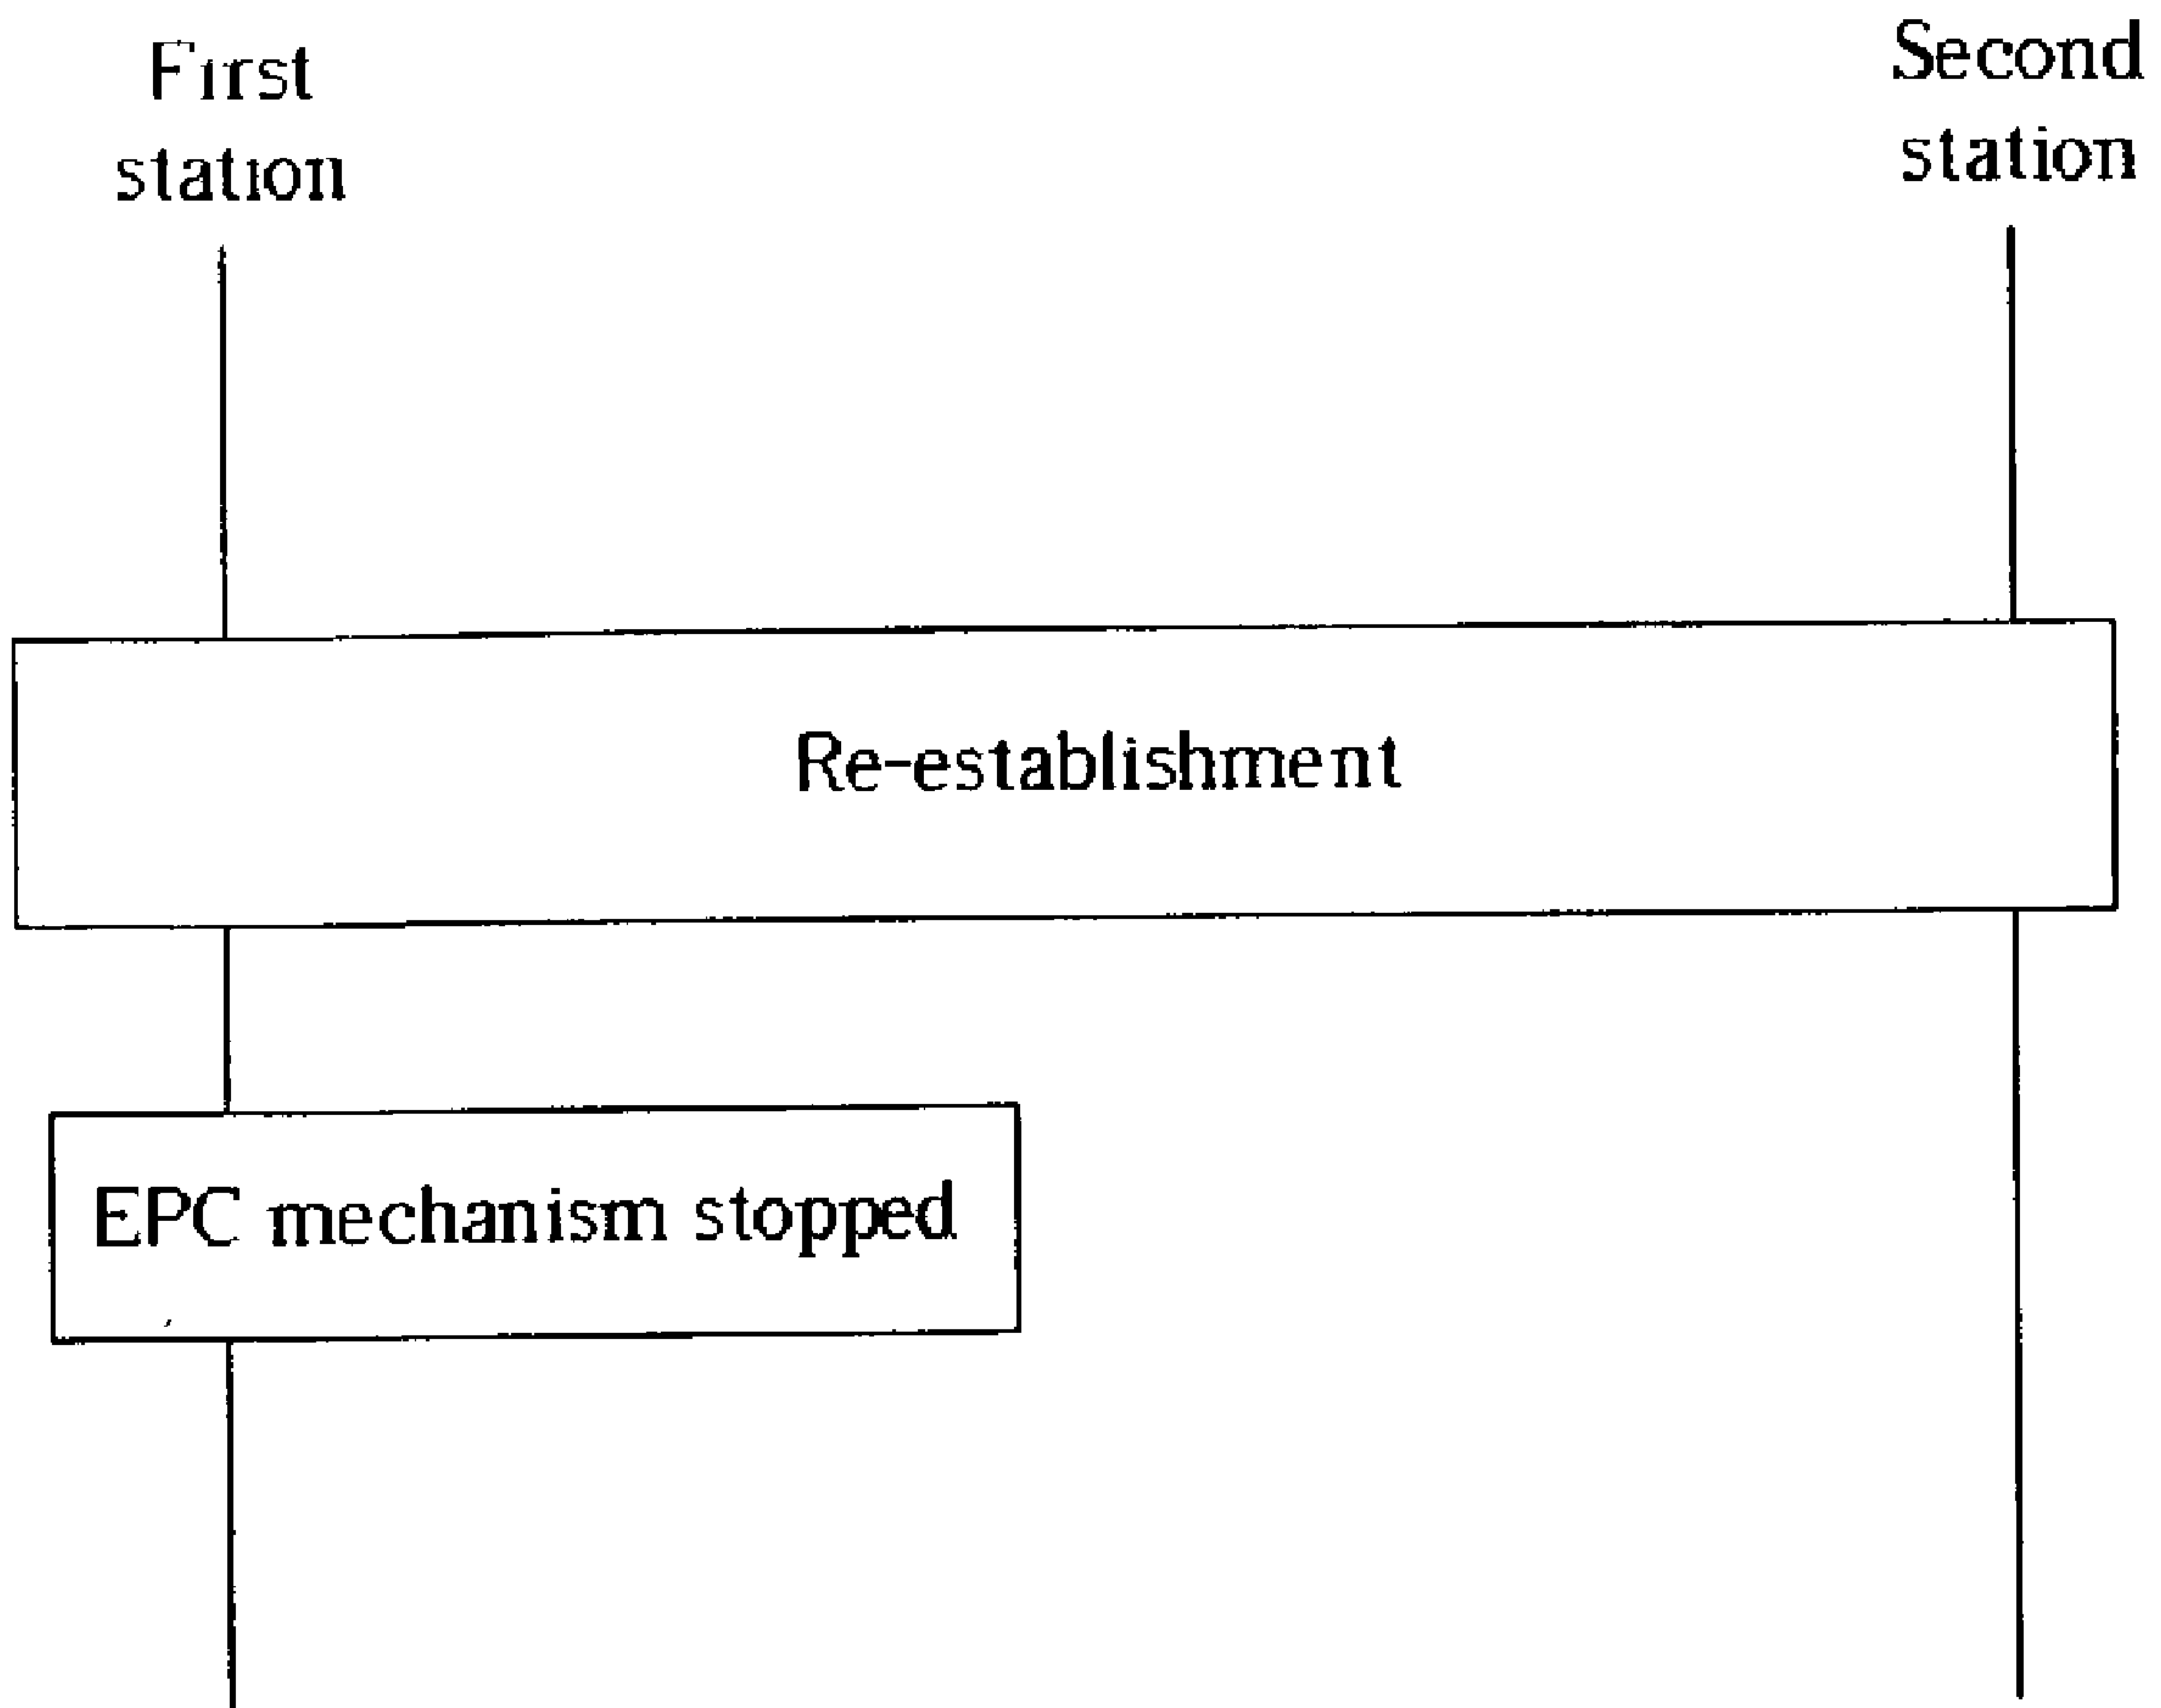 First
station
Second
station
Re-establishment
EPC mechanism stopped